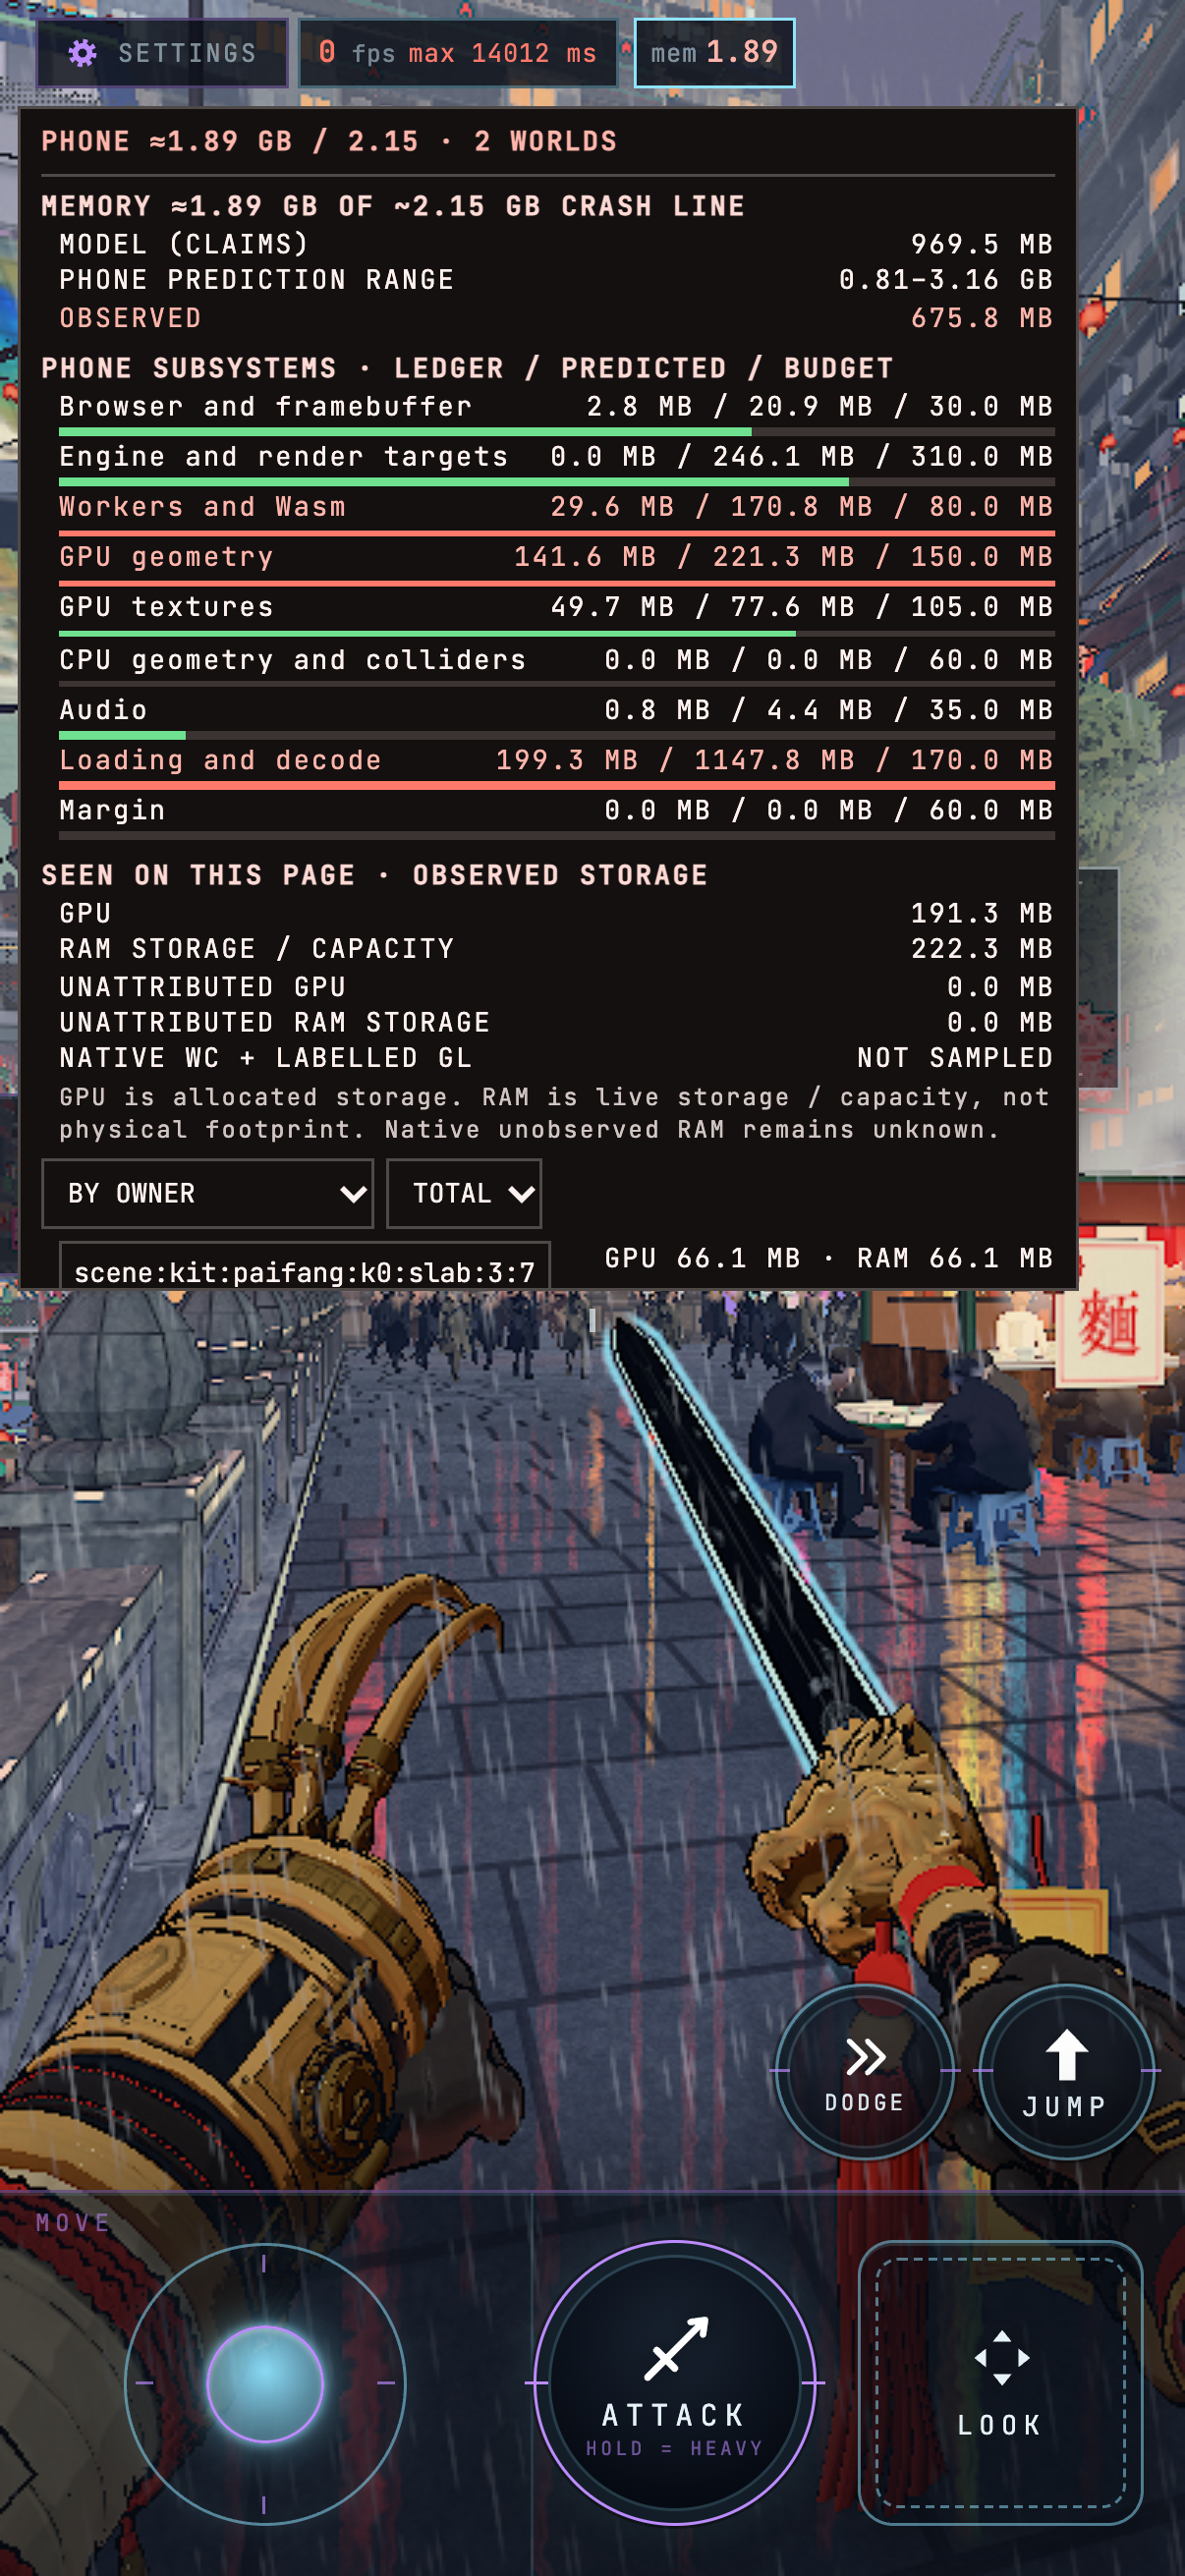 SETTINGS
0 fps max 14012 ms
mem 1.89
PHONE ≈1.89 GB / 2.15 · 2 WORLDS
MEMORY ≈1.89 GB OF ~2.15 GB CRASH LINE
MODEL (CLAIMS) 969.5 MB
PHONE PREDICTION RANGE 0.81–3.16 GB
OBSERVED 675.8 MB
PHONE SUBSYSTEMS · LEDGER / PREDICTED / BUDGET
Browser and framebuffer 2.8 MB / 20.9 MB / 30.0 MB
Engine and render targets 0.0 MB / 246.1 MB / 310.0 MB
Workers and Wasm 29.6 MB / 170.8 MB / 80.0 MB
GPU geometry 141.6 MB / 221.3 MB / 150.0 MB
GPU textures 49.7 MB / 77.6 MB / 105.0 MB
CPU geometry and colliders 0.0 MB / 0.0 MB / 60.0 MB
Audio 0.8 MB / 4.4 MB / 35.0 MB
Loading and decode 199.3 MB / 1147.8 MB / 170.0 MB
Margin 0.0 MB / 0.0 MB / 60.0 MB
SEEN ON THIS PAGE · OBSERVED STORAGE
GPU 191.3 MB
RAM STORAGE / CAPACITY 222.3 MB
UNATTRIBUTED GPU 0.0 MB
UNATTRIBUTED RAM STORAGE 0.0 MB
NATIVE WC + LABELLED GL NOT SAMPLED
GPU is allocated storage. RAM is live storage / capacity, not
physical footprint. Native unobserved RAM remains unknown.
BY OWNER
TOTAL
scene:kit:paifang:k0:slab:3:7 GPU 66.1 MB · RAM 66.1 MB
麵
DODGE
JUMP
MOVE
ATTACK
HOLD = HEAVY
LOOK